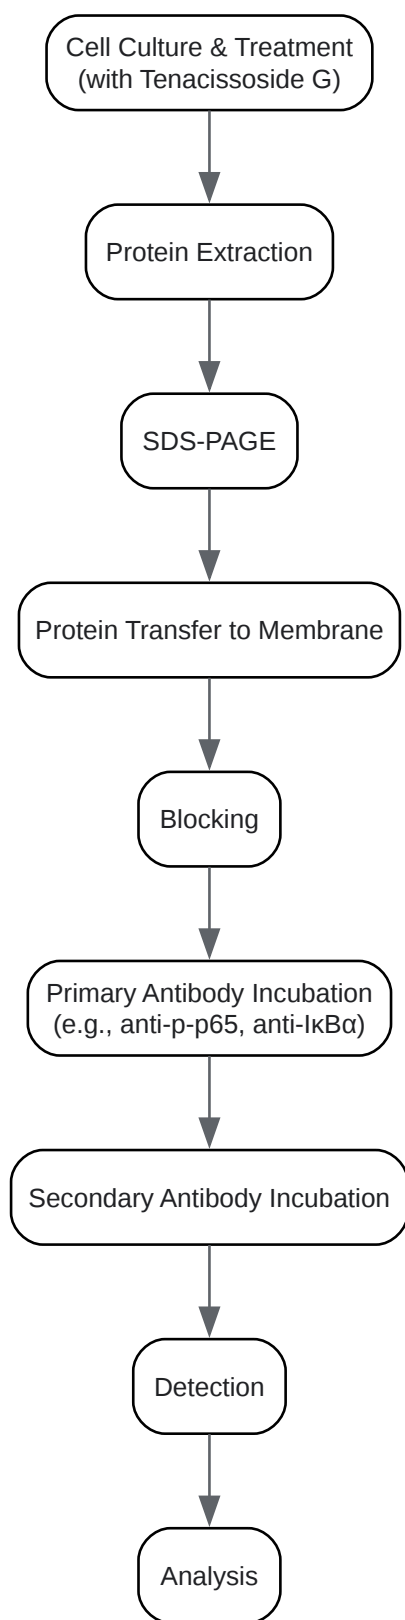 Cell Culture & Treatment
(with Tenacissoside G)
Protein Extraction
SDS-PAGE
Protein Transfer to Membrane
Blocking
Primary Antibody Incubation
(e.g., anti-p-p65, anti-IκBα)
Secondary Antibody Incubation
Detection
Analysis